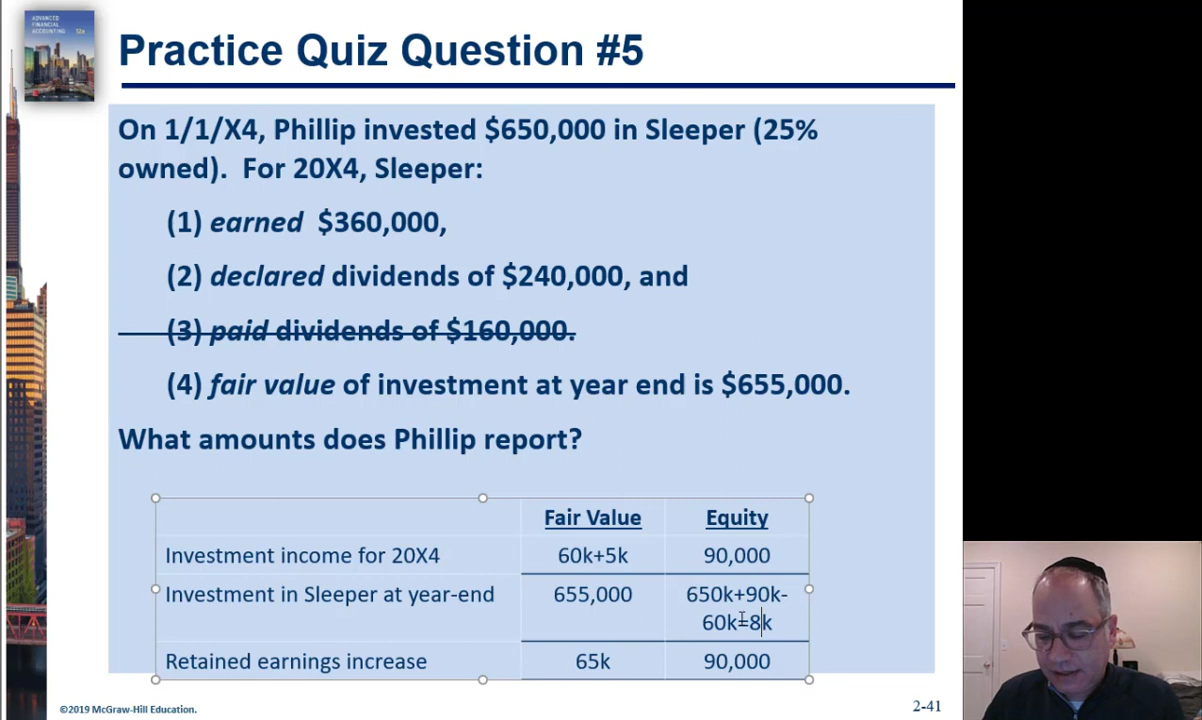 ADVANCED
FINANCIAL
ACCOUNTING 12e
Practice Quiz Question #5
On 1/1/X4, Phillip invested $650,000 in Sleeper (25%
owned). For 20X4, Sleeper:
(1) earned $360,000,
(2) declared dividends of $240,000, and
(3) paid dividends of $160,000.
(4) fair value of investment at year end is $655,000.
What amounts does Phillip report?
Fair Value Equity
Investment income for 20X4 60k+5k 90,000
Investment in Sleeper at year-end 655,000 650k+90k-
60k=8k
Retained earnings increase 65k 90,000
©2019 McGraw-Hill Education.
2-41